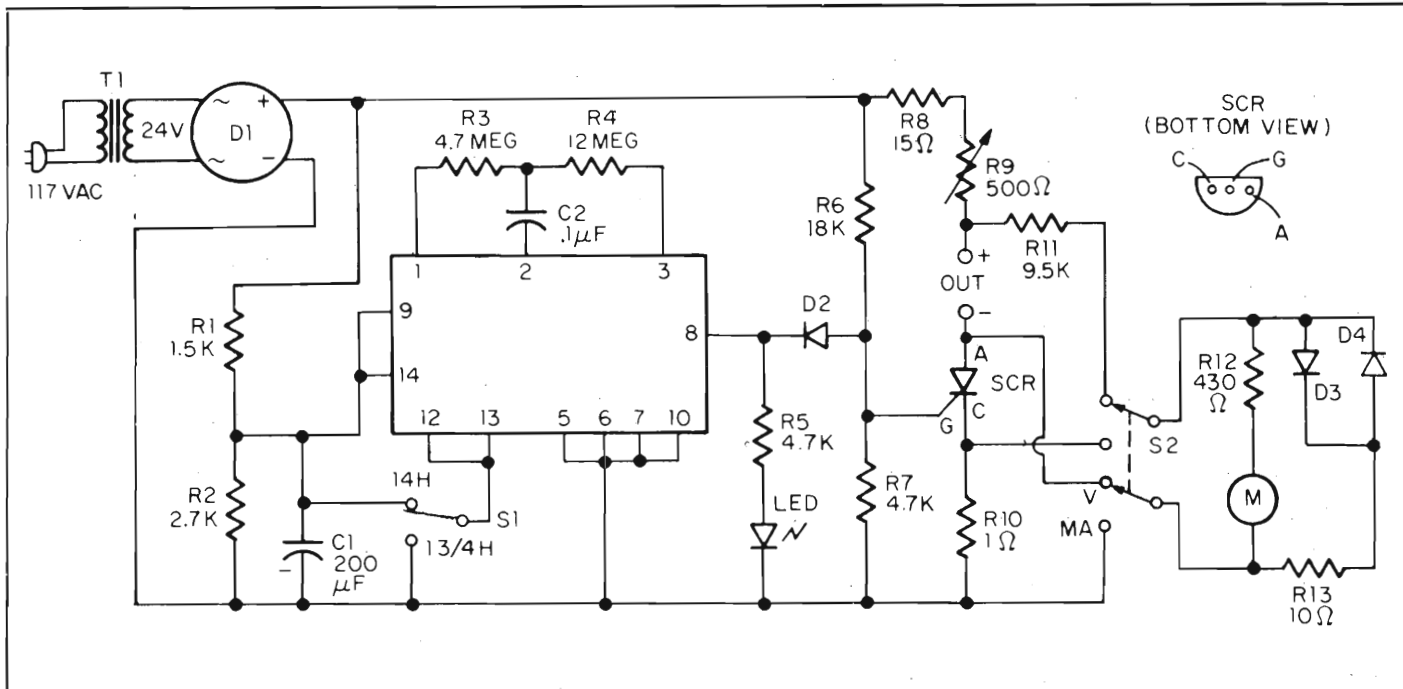 T1
24V
~
+
D1
~
-
117 VAC
R3
4.7 MEG
R4
12 MEG
C2
.1µF
1
2
3
9
14
8
12
13
5
6
7
10
R1
1.5K
R2
2.7K
C1
200
µF
-
14H
S1
13/4H
D2
R5
4.7K
LED
R6
18K
R7
4.7K
R8
15Ω
R9
500Ω
R11
9.5K
+
OUT
-
A
SCR
C
G
R10
1Ω
V
MA
S2
R12
430
Ω
D3
D4
M
R13
10Ω
SCR
(BOTTOM VIEW)
C
G
A